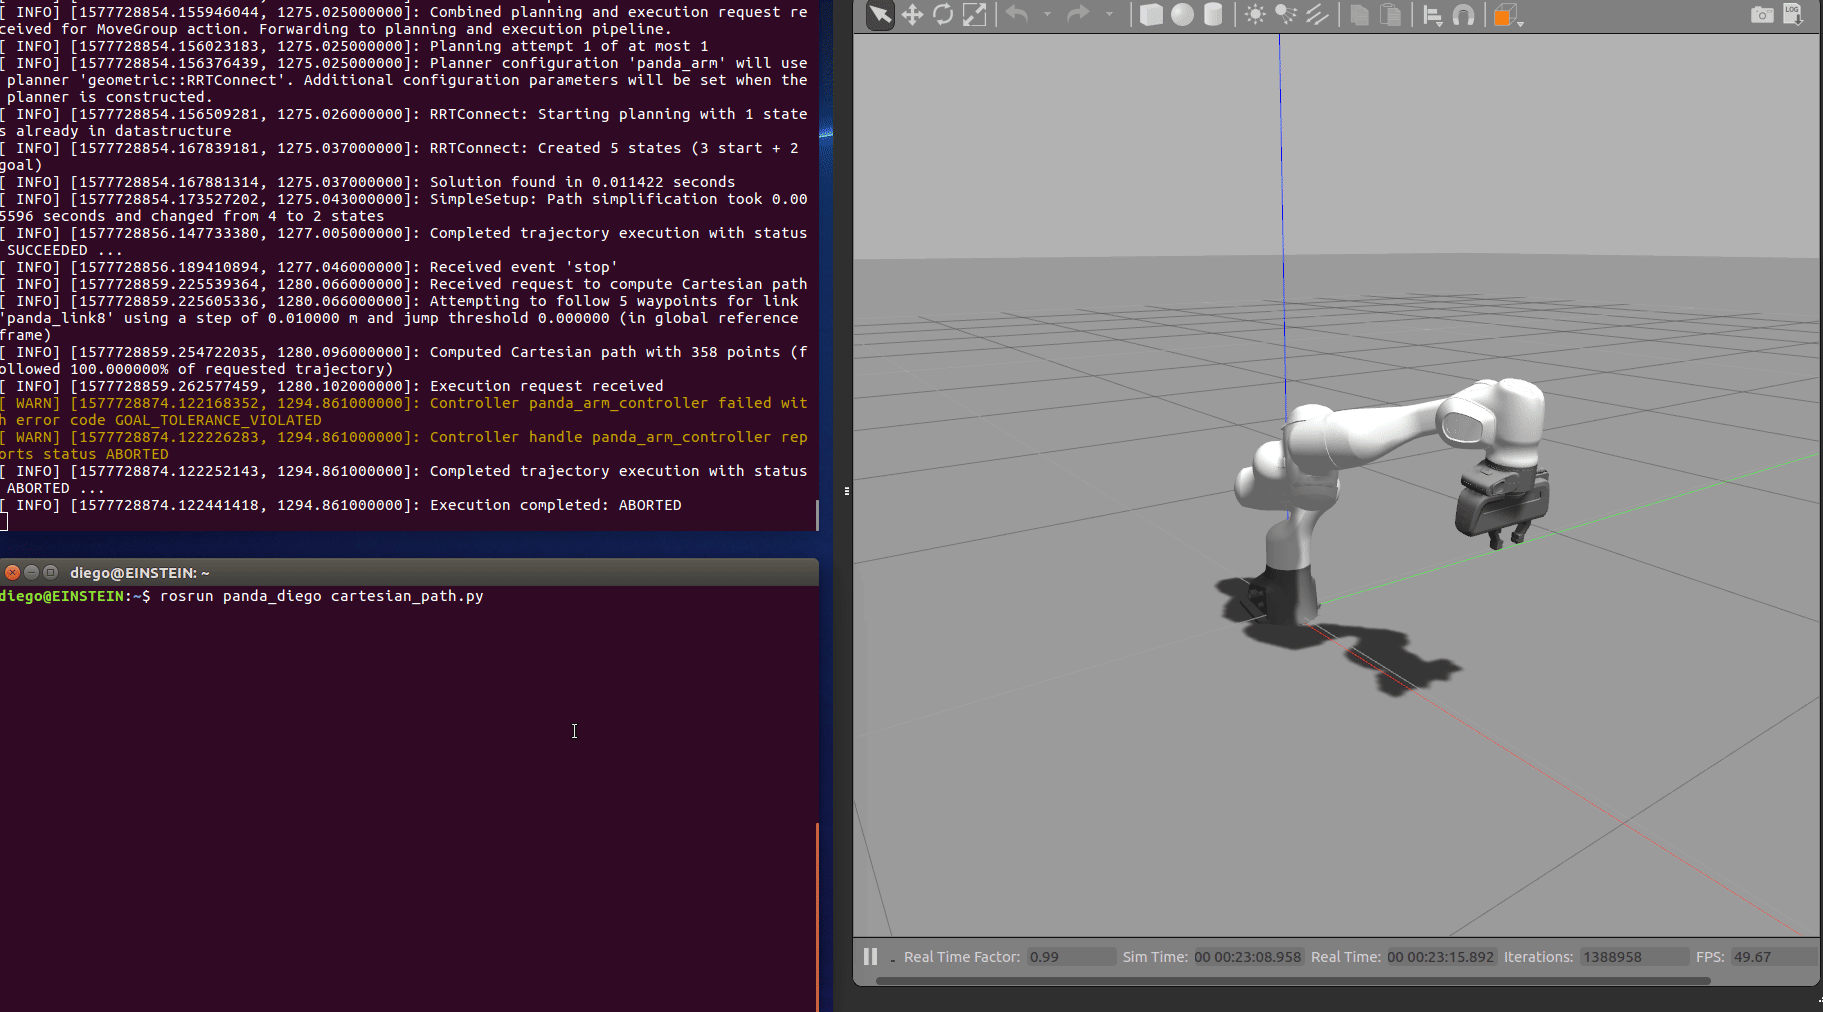 [ INFO] [1577728854.155946044, 1275.025000000]: Combined planning and execution request re
ceived for MoveGroup action. Forwarding to planning and execution pipeline.
[ INFO] [1577728854.156023183, 1275.025000000]: Planning attempt 1 of at most 1
[ INFO] [1577728854.156376439, 1275.025000000]: Planner configuration 'panda_arm' will use
planner 'geometric::RRTConnect'. Additional configuration parameters will be set when the
planner is constructed.
[ INFO] [1577728854.156509281, 1275.026000000]: RRTConnect: Starting planning with 1 state
s already in datastructure
[ INFO] [1577728854.167839181, 1275.037000000]: RRTConnect: Created 5 states (3 start + 2
goal)
[ INFO] [1577728854.167881314, 1275.037000000]: Solution found in 0.011422 seconds
[ INFO] [1577728854.173527202, 1275.043000000]: SimpleSetup: Path simplification took 0.00
5596 seconds and changed from 4 to 2 states
[ INFO] [1577728856.147733380, 1277.005000000]: Completed trajectory execution with status
SUCCEEDED ...
[ INFO] [1577728856.189410894, 1277.046000000]: Received event 'stop'
[ INFO] [1577728859.225539364, 1280.066000000]: Received request to compute Cartesian path
[ INFO] [1577728859.225605336, 1280.066000000]: Attempting to follow 5 waypoints for link
'panda_link8' using a step of 0.010000 m and jump threshold 0.000000 (in global reference
frame)
[ INFO] [1577728859.254722035, 1280.096000000]: Computed Cartesian path with 358 points (f
ollowed 100.000000% of requested trajectory)
[ INFO] [1577728859.262577459, 1280.102000000]: Execution request received
[ WARN] [1577728874.122168352, 1294.861000000]: Controller panda_arm_controller failed wit
h error code GOAL_TOLERANCE_VIOLATED
[ WARN] [1577728874.122226283, 1294.861000000]: Controller handle panda_arm_controller rep
orts status ABORTED
[ INFO] [1577728874.122252143, 1294.861000000]: Completed trajectory execution with status
ABORTED ...
[ INFO] [1577728874.122441418, 1294.861000000]: Execution completed: ABORTED
diego@EINSTEIN: ~
diego@EINSTEIN:~$ rosrun panda_diego cartesian_path.py
LOG
Real Time Factor: 0.99 Sim Time: 00 00:23:08.958 Real Time: 00 00:23:15.892 Iterations: 1388958 FPS: 49.67